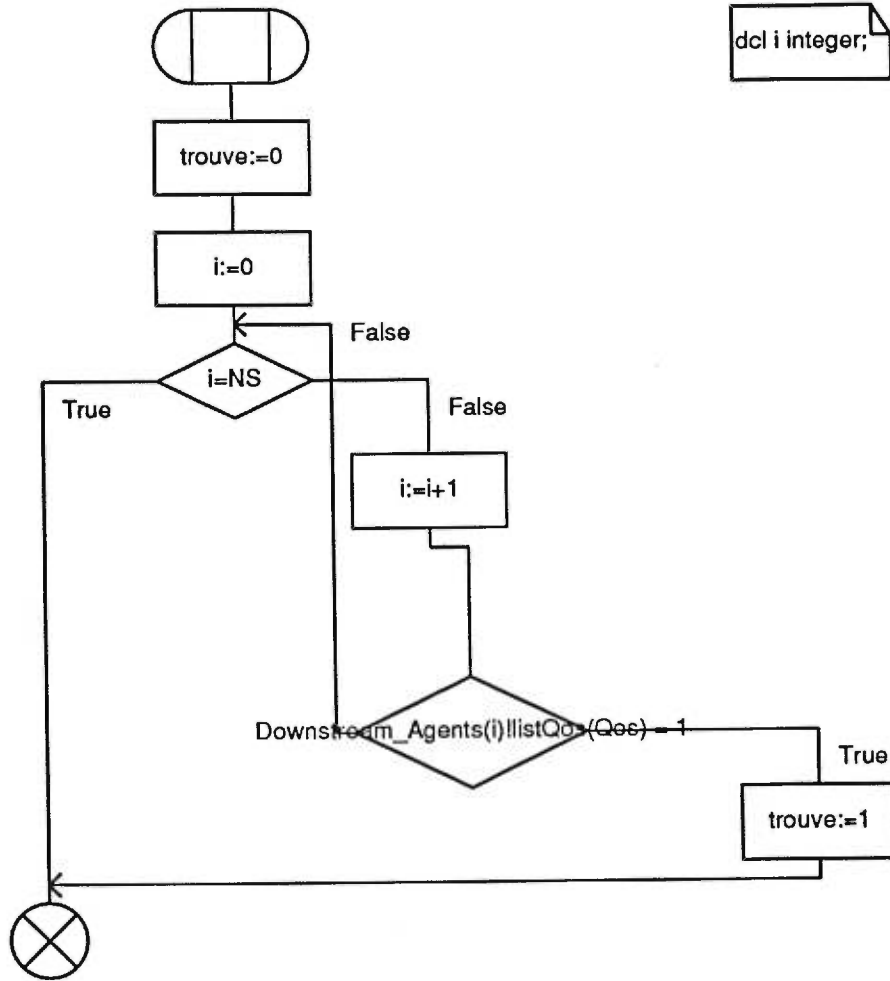 dcl i integer;
trouve:=0
i:=0
False
i=NS
True
False
i:=i+1
Downstream_Agents(i)!listQos(Qos) = 1
True
trouve:=1